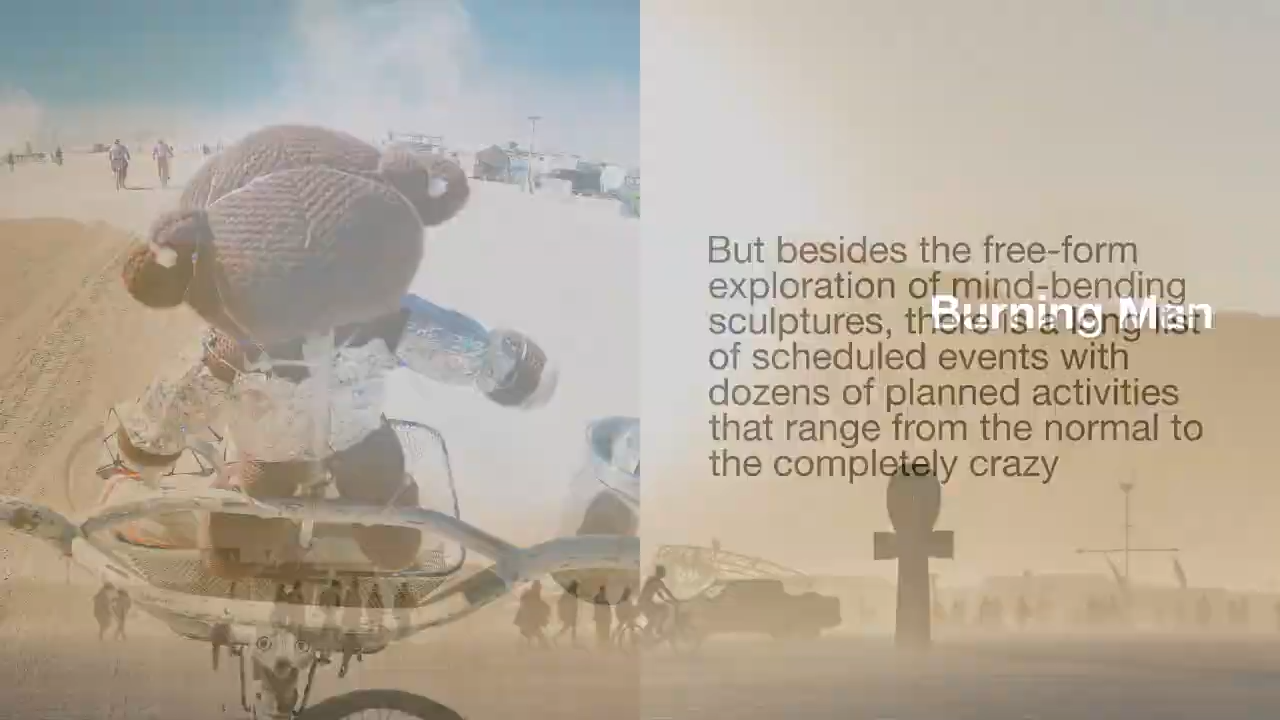 But besides the free-form
exploration of mind-bending
Burning Man
sculptures, there is a long list
of scheduled events with
dozens of planned activities
that range from the normal to
the completely crazy